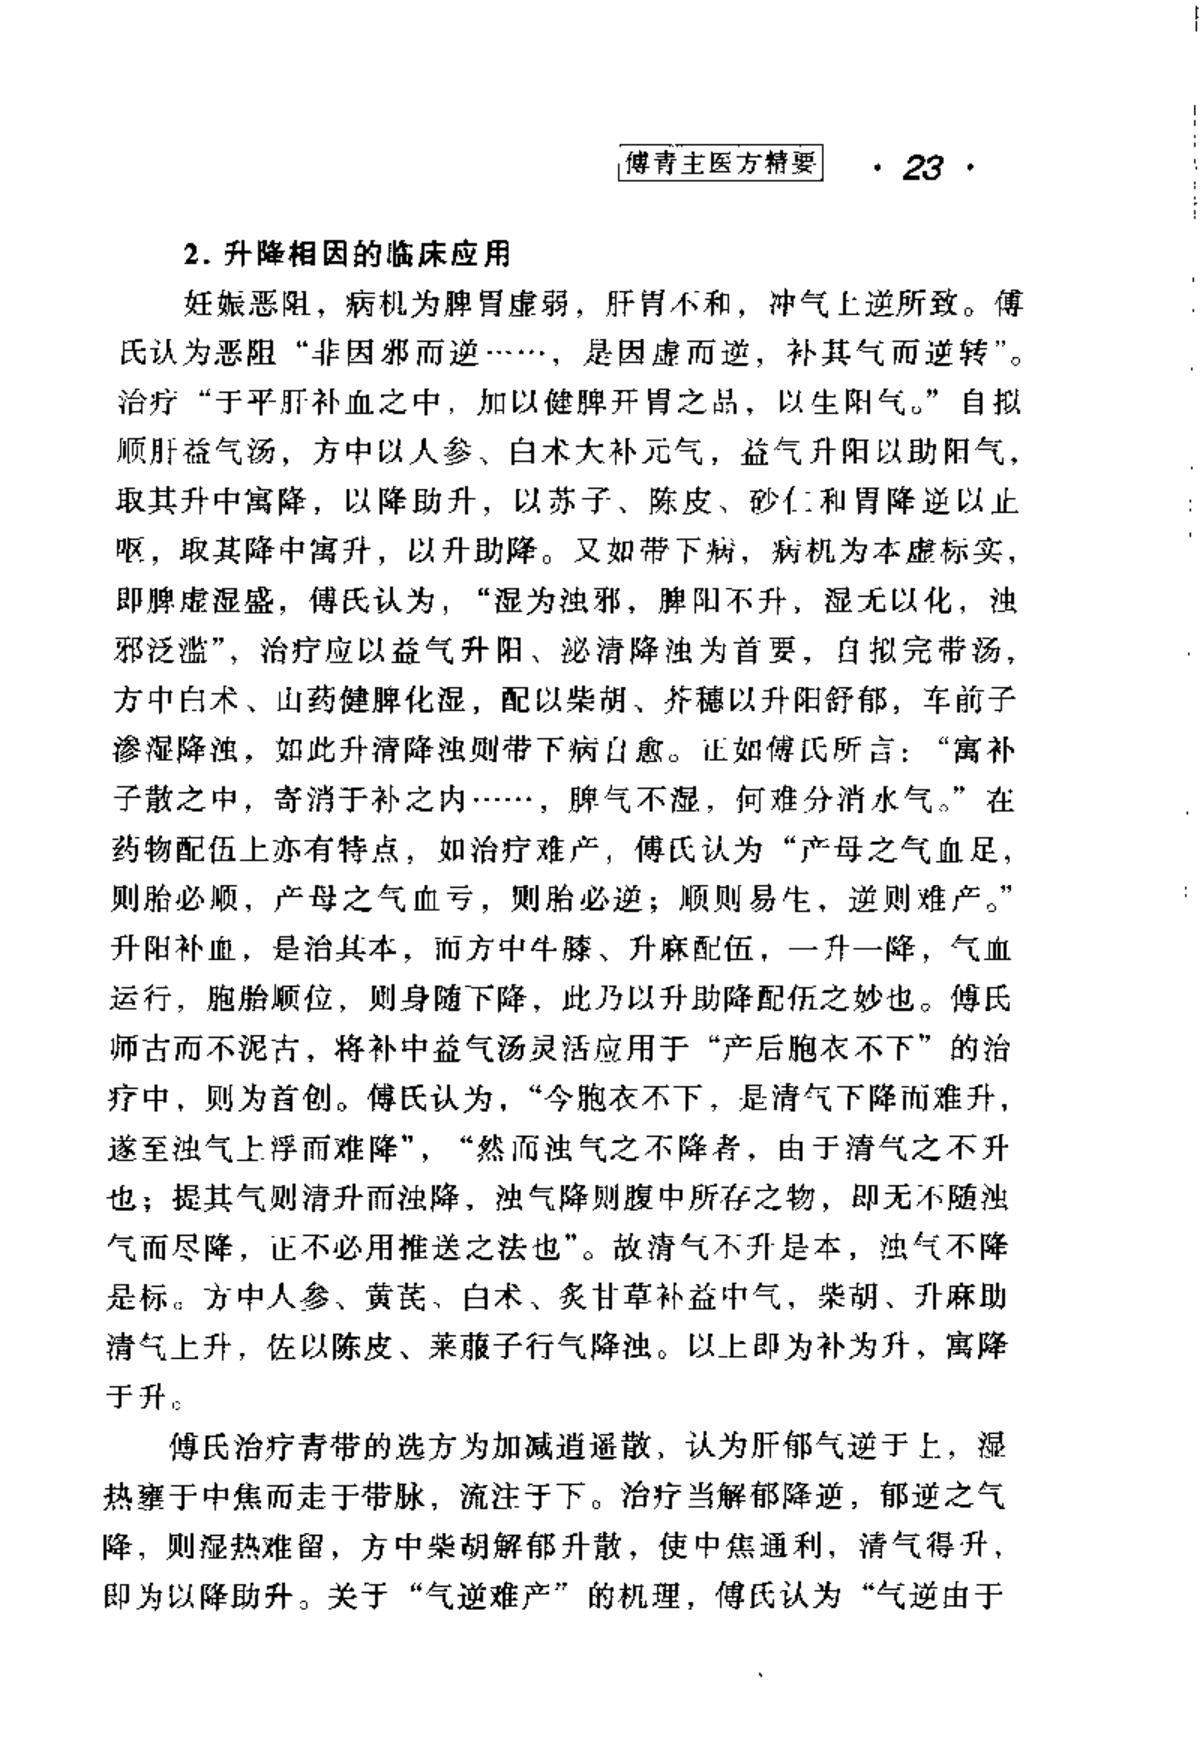 傅青主医方精要 · 23 ·
2. 升降相因的临床应用
妊娠恶阻，病机为脾胃虚弱，肝胃不和，冲气上逆所致。傅
氏认为恶阻“非因邪而逆……，是因虚而逆，补其气而逆转”。
治疗“于平肝补血之中，加以健脾开胃之品，以生阳气。”自拟
顺肝益气汤，方中以人参、白术大补元气，益气升阳以助阳气，
取其升中寓降，以降助升，以苏子、陈皮、砂仁和胃降逆以止
呕，取其降中寓升，以升助降。又如带下病，病机为本虚标实，
即脾虚湿盛，傅氏认为，“湿为浊邪，脾阳不升，湿无以化，浊
邪泛滥”，治疗应以益气升阳、泌清降浊为首要，自拟完带汤，
方中白术、山药健脾化湿，配以柴胡、芥穗以升阳舒郁，车前子
渗湿降浊，如此升清降浊则带下病自愈。正如傅氏所言：“寓补
子散之中，寄消于补之内……，脾气不湿，何难分消水气。”在
药物配伍上亦有特点，如治疗难产，傅氏认为“产母之气血足，
则胎必顺，产母之气血亏，则胎必逆；顺则易生，逆则难产。”
升阳补血，是治其本，而方中牛膝、升麻配伍，一升一降，气血
运行，胞胎顺位，则身随下降，此乃以升助降配伍之妙也。傅氏
师古而不泥古，将补中益气汤灵活应用于“产后胞衣不下”的治
疗中，则为首创。傅氏认为，“今胞衣不下，是清气下降而难升，
遂至浊气上浮而难降”，“然而浊气之不降者，由于清气之不升
也；提其气则清升而浊降，浊气降则腹中所存之物，即无不随浊
气而尽降，正不必用推送之法也”。故清气不升是本，浊气不降
是标。方中人参、黄芪、白术、炙甘草补益中气，柴胡、升麻助
清气上升，佐以陈皮、莱菔子行气降浊。以上即为补为升，寓降
于升。
傅氏治疗青带的选方为加减逍遥散，认为肝郁气逆于上，湿
热壅于中焦而走于带脉，流注于下。治疗当解郁降逆，郁逆之气
降，则湿热难留，方中柴胡解郁升散，使中焦通利，清气得升，
即为以降助升。关于“气逆难产”的机理，傅氏认为“气逆由于